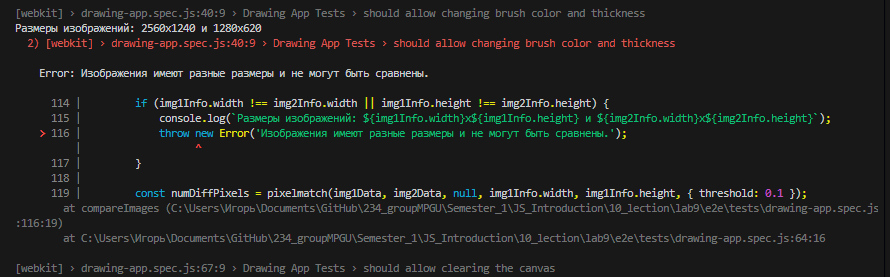 [webkit] › drawing-app.spec.js:40:9 › Drawing App Tests › should allow changing brush color and thickness
Размеры изображений: 2560x1240 и 1280x620
2) [webkit] › drawing-app.spec.js:40:9 › Drawing App Tests › should allow changing brush color and thickness
Error: Изображения имеют разные размеры и не могут быть сравнены.
114 | if (img1Info.width !== img2Info.width || img1Info.height !== img2Info.height) {
115 | console.log(`Размеры изображений: ${img1Info.width}x${img1Info.height} и ${img2Info.width}x${img2Info.height}`);
> 116 | throw new Error('Изображения имеют разные размеры и не могут быть сравнены.');
| ^
117 | }
118 |
119 | const numDiffPixels = pixelmatch(img1Data, img2Data, null, img1Info.width, img1Info.height, { threshold: 0.1 });
at compareImages (C:\Users\Игорь\Documents\GitHub\234_groupMPGU\Semester_1\JS_Introduction\10_lection\lab9\e2e\tests\drawing-app.spec.js
:116:19)
at C:\Users\Игорь\Documents\GitHub\234_groupMPGU\Semester_1\JS_Introduction\10_lection\lab9\e2e\tests\drawing-app.spec.js:64:16
[webkit] › drawing-app.spec.js:67:9 › Drawing App Tests › should allow clearing the canvas